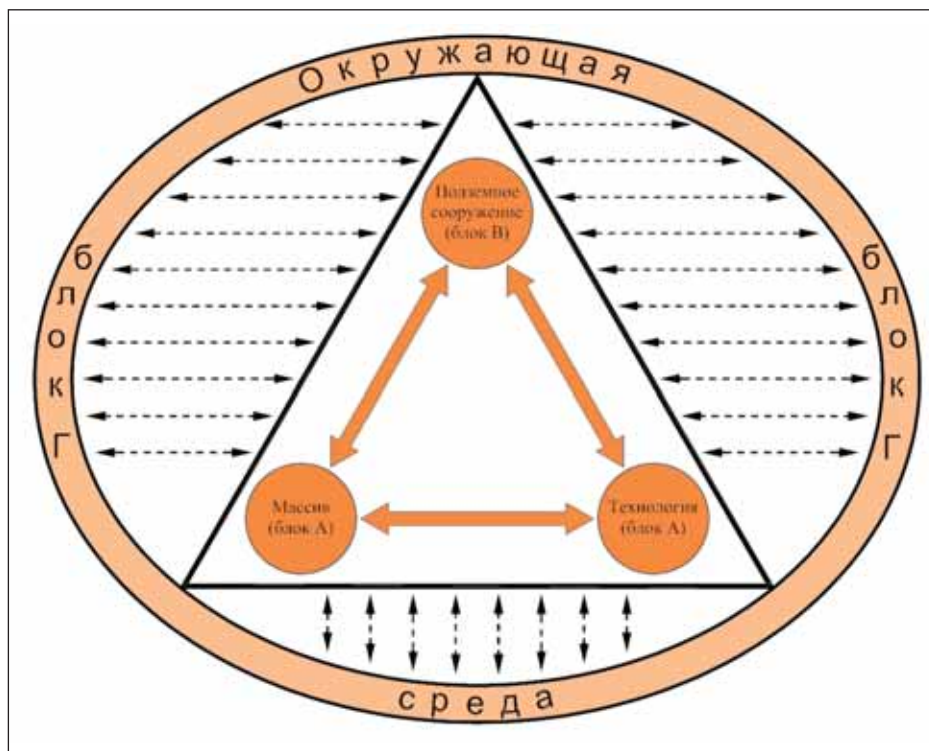 Окружающая
блок Г
блок Г
Подземное
сооружение
(блок В)
Массив
(блок А)
Технология
(блок А)
среда